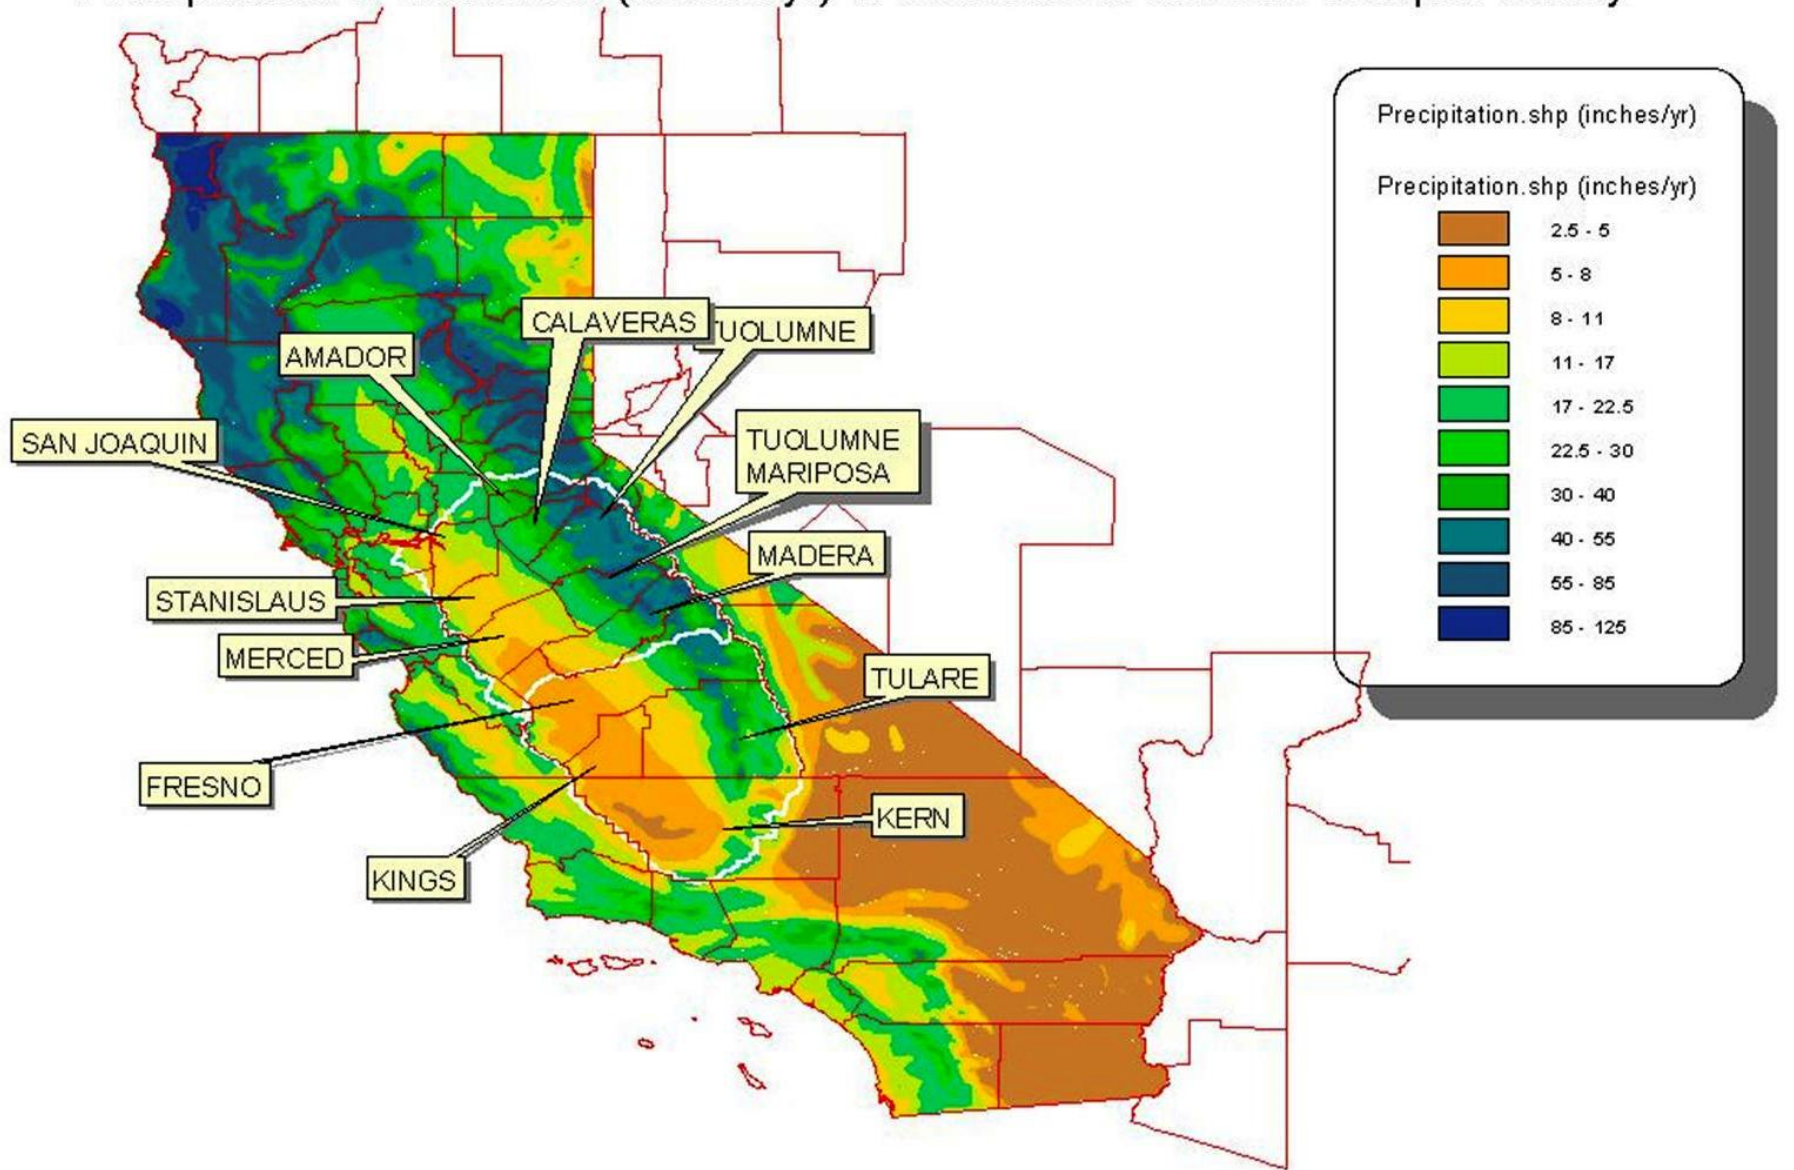 Precipitation.shp (inches/yr)
Precipitation.shp (inches/yr)
2.5 - 5
5 - 8
8 - 11
11 - 17
17 - 22.5
22.5 - 30
30 - 40
40 - 55
55 - 85
85 - 125
CALAVERAS
TUOLUMNE
AMADOR
SAN JOAQUIN
TUOLUMNE
MARIPOSA
MADERA
STANISLAUS
MERCED
TULARE
FRESNO
KERN
KINGS